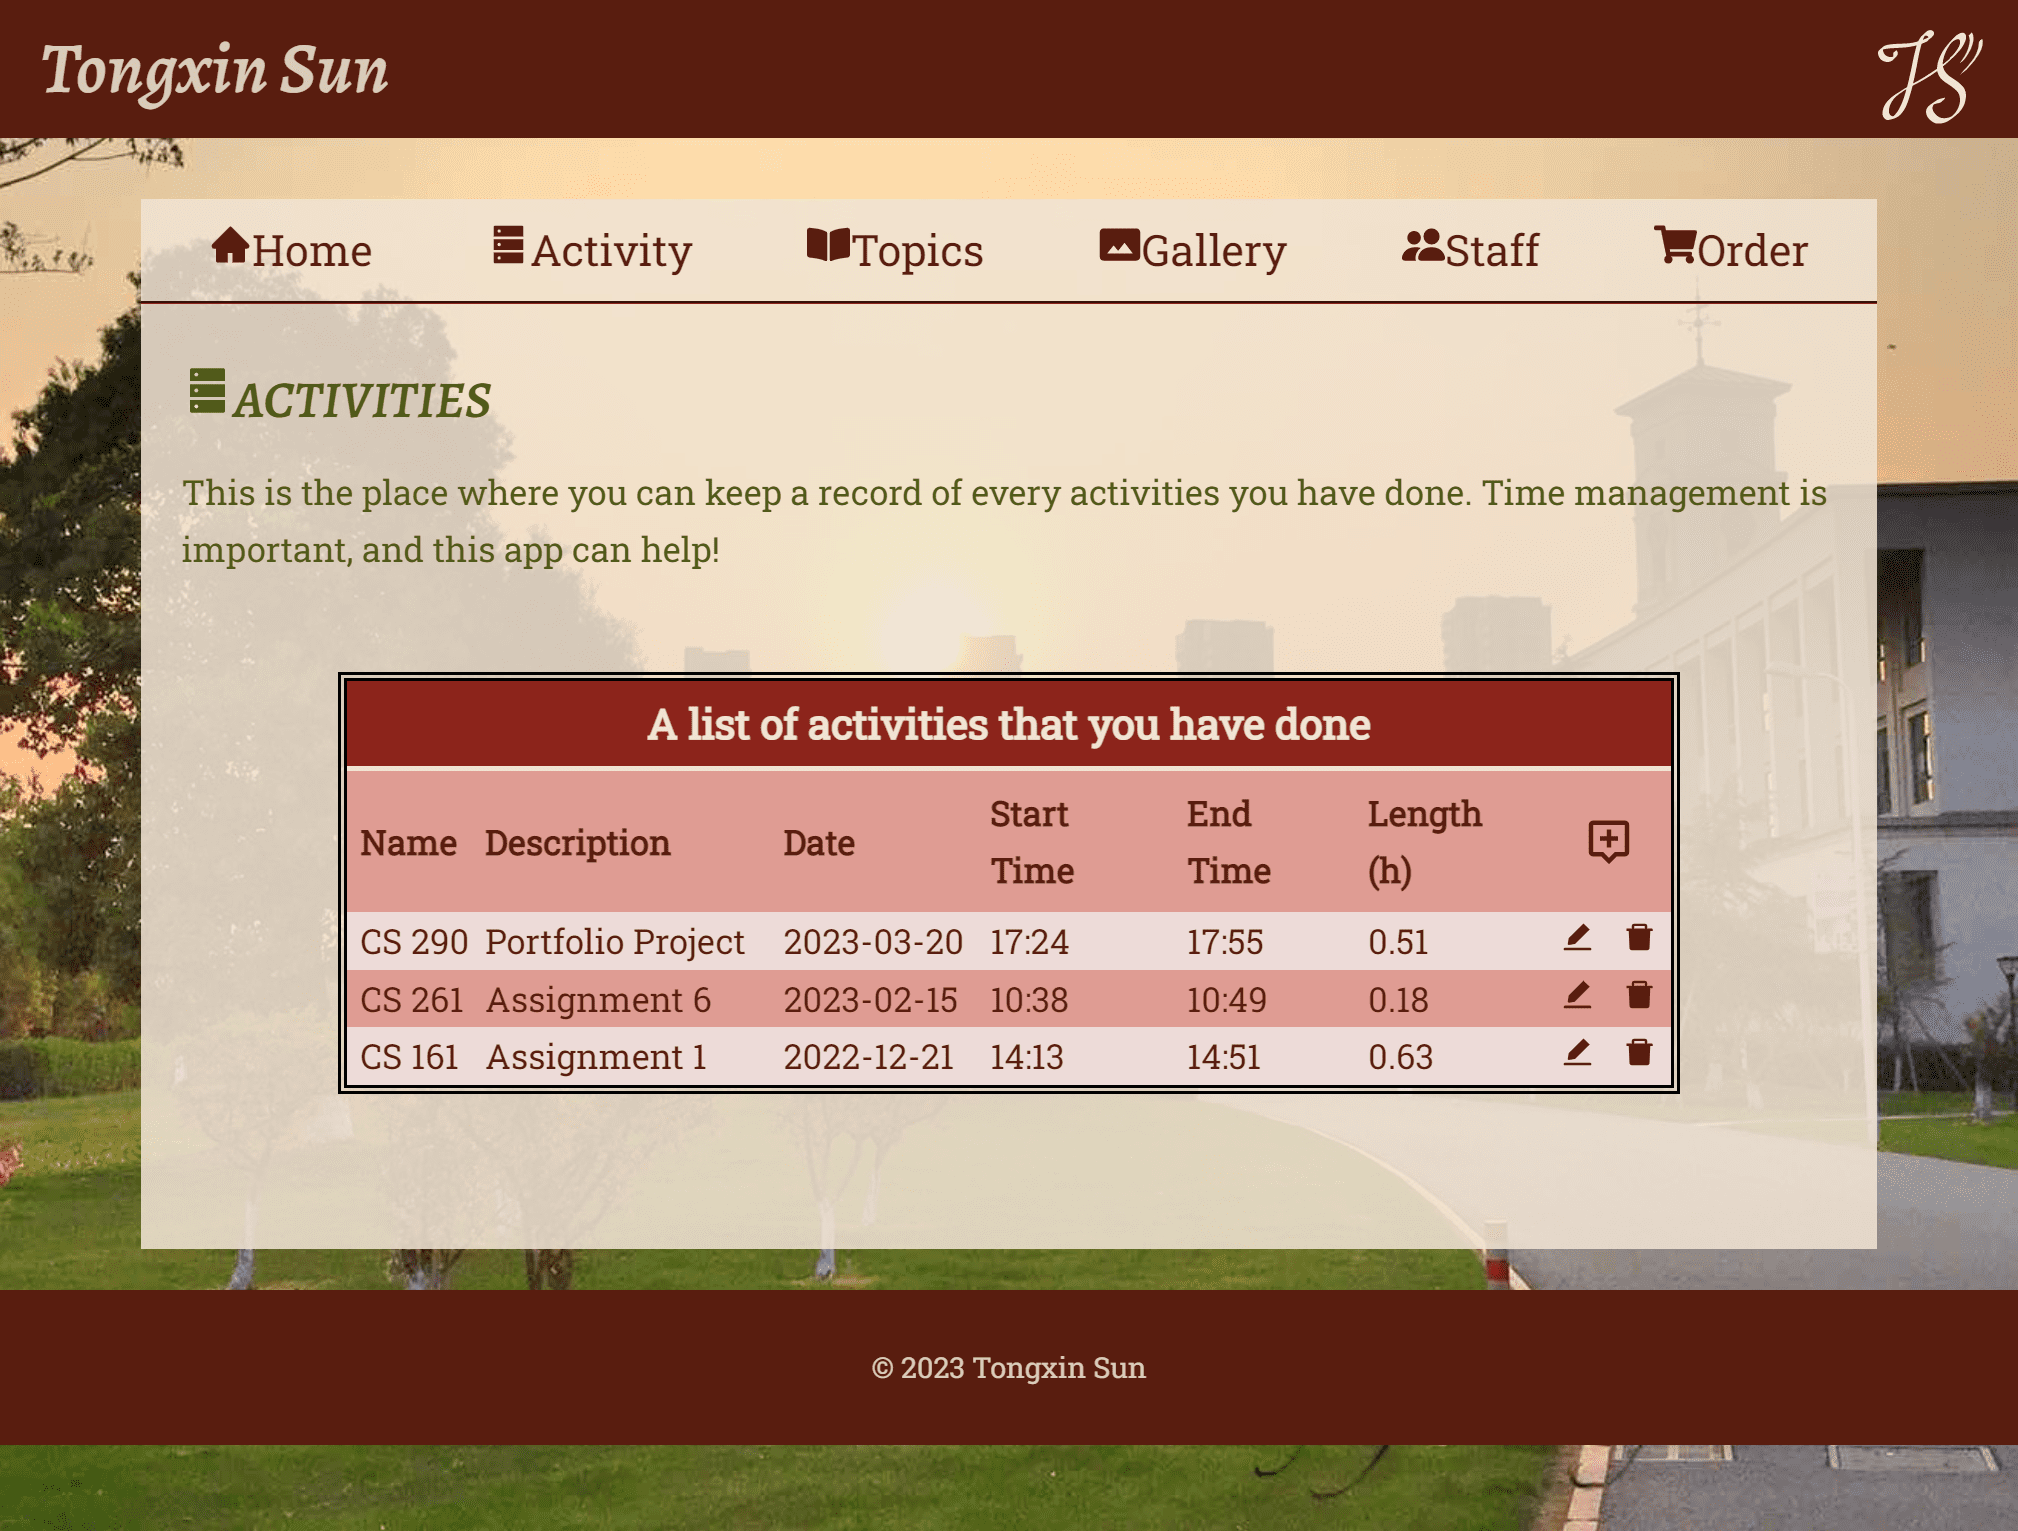 Tongxin Sun
TS
Home Activity Topics Gallery Staff Order
ACTIVITIES
This is the place where you can keep a record of every activities you have done. Time management is
important, and this app can help!
A list of activities that you have done
Name Description Date Start Time End Time Length (h)
CS 290 Portfolio Project 2023-03-20 17:24 17:55 0.51
CS 261 Assignment 6 2023-02-15 10:38 10:49 0.18
CS 161 Assignment 1 2022-12-21 14:13 14:51 0.63
© 2023 Tongxin Sun